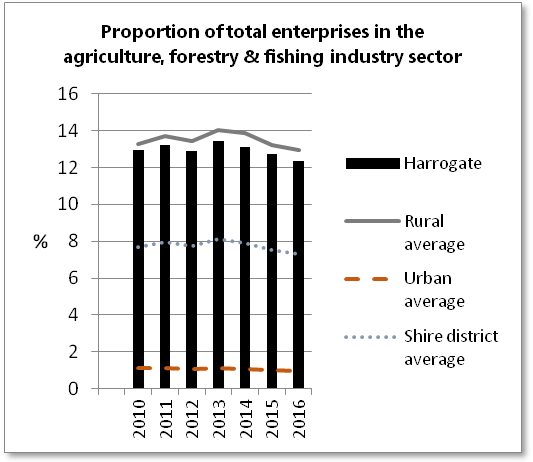 Proportion of total enterprises in the
agriculture, forestry & fishing industry sector
16
14
12
10
8
6
4
2
0
%
2010
2011
2012
2013
2014
2015
2016
Harrogate
Rural
average
Urban
average
Shire district
average